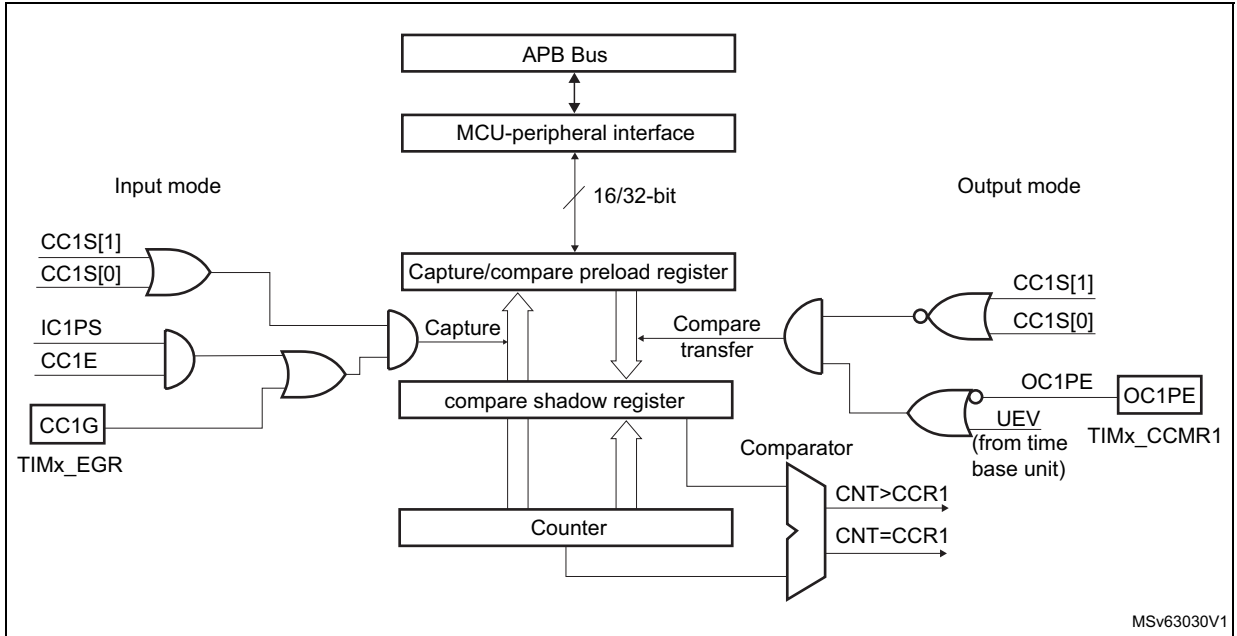 APB Bus
MCU-peripheral interface
16/32-bit
Input mode
Output mode
CC1S[1]
CC1S[0]
IC1PS
CC1E
CC1G
TIMx_EGR
Capture/compare preload register
Capture
Compare
transfer
compare shadow register
Counter
Comparator
CNT>CCR1
CNT=CCR1
CC1S[1]
CC1S[0]
OC1PE
OC1PE
UEV
(from time
base unit)
TIMx_CCMR1
MSv63030V1